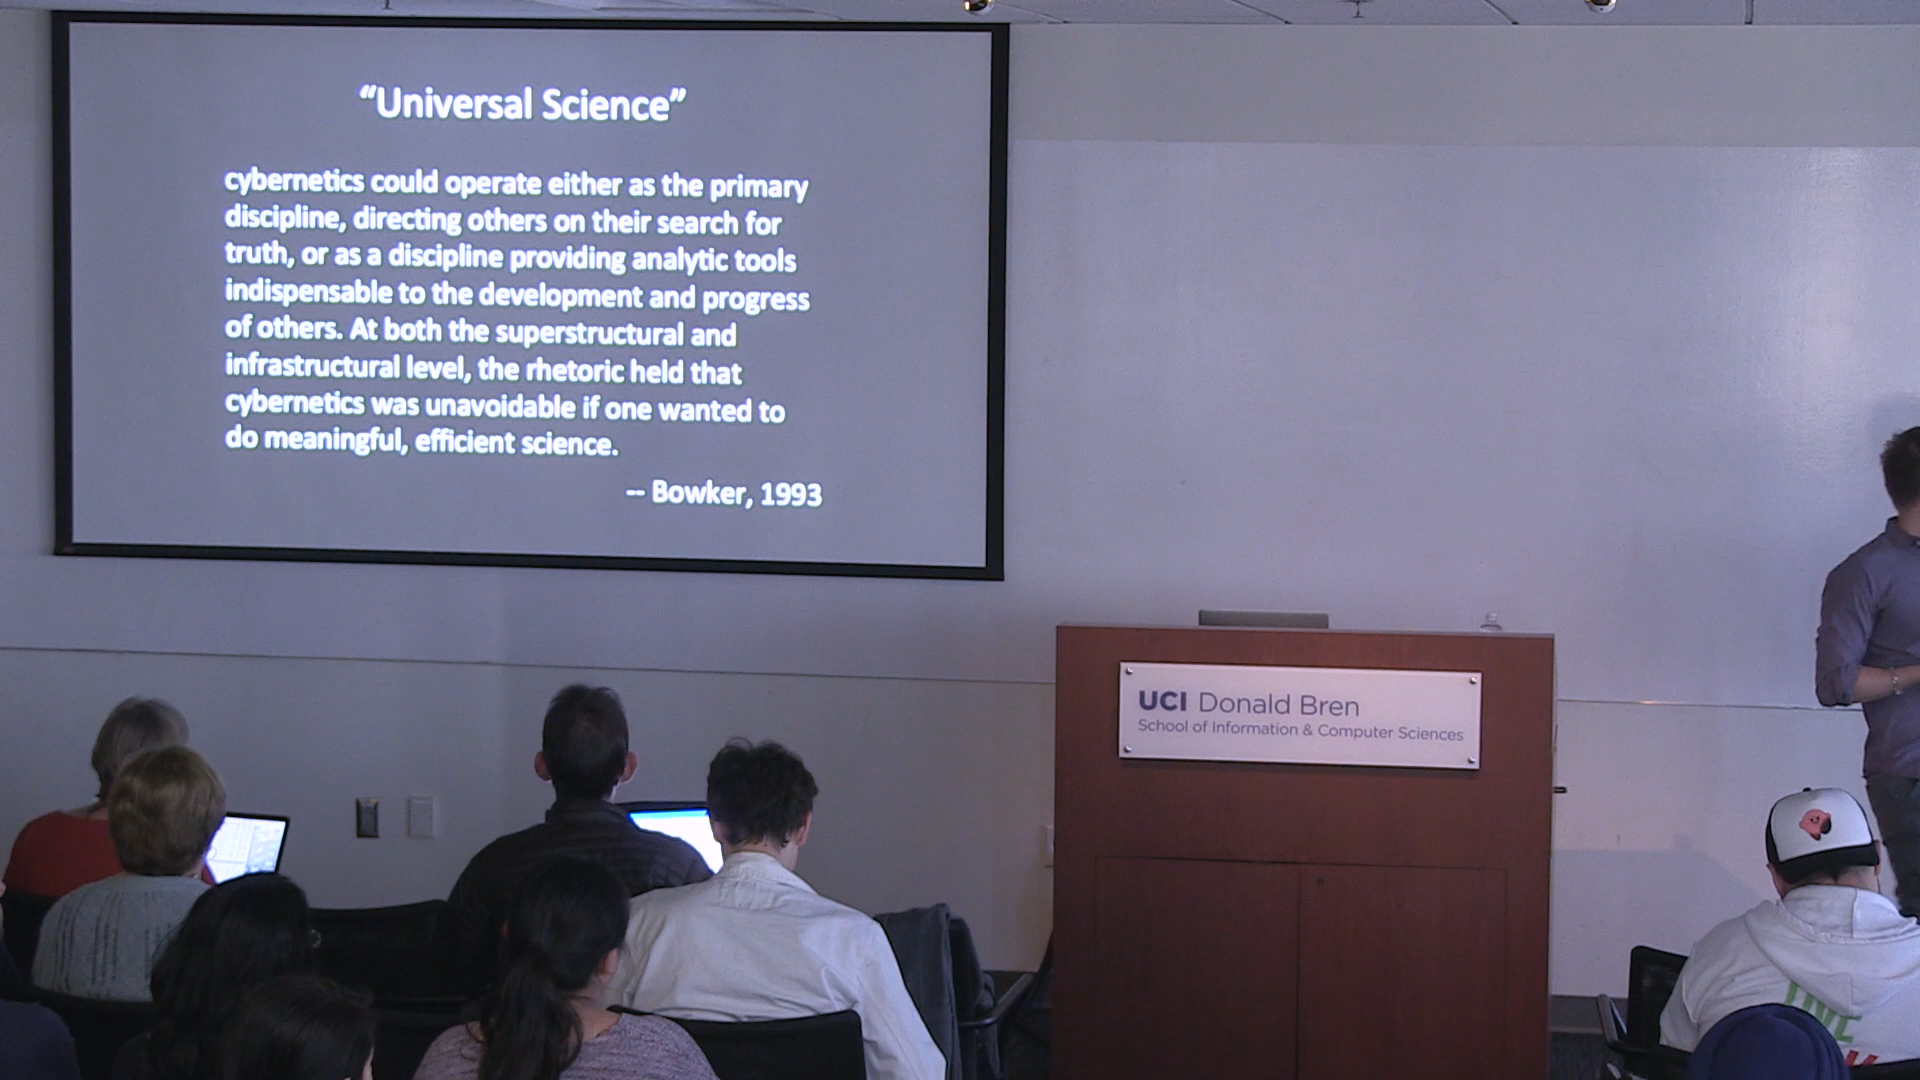 “Universal Science”
cybernetics could operate either as the primary
discipline, directing others on their search for
truth, or as a discipline providing analytic tools
indispensable to the development and progress
of others. At both the superstructural and
infrastructural level, the rhetoric held that
cybernetics was unavoidable if one wanted to
do meaningful, efficient science.
-- Bowker, 1993
UCI Donald Bren
School of Information & Computer Sciences